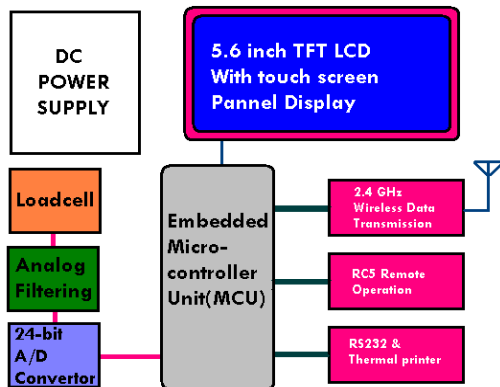 DC
POWER
SUPPLY
5.6 inch TFT LCD
With touch screen
Pannel Display
Loadcell
Analog
Filtering
24-bit
A/D
Convertor
Embedded
Micro-
controller
Unit(MCU)
2.4 GHz
Wireless Data
Transmission
RC5 Remote
Operation
RS232 &
Thermal printer